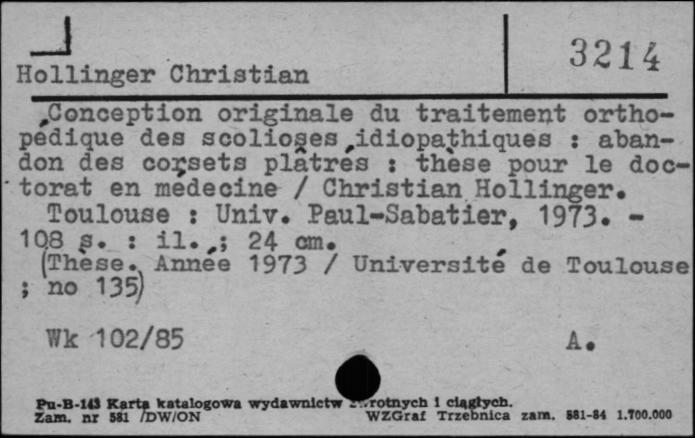 3214
Hollinger Christian
Conception originale du traitement ortho-
pédique des scolioses idiopathiques : aban-
don des corsets plâtrés : thèse pour le doc-
torat en médecine / Christian Hollinger.
Toulouse : Univ. Paul-Sabatier, 1973. -
108 s. : il. ; 24 cm.
(Thèse. Année 1973 / Université de Toulouse
; no 135)
Wk 102/85 A.
Pu-B-143 Karta katalogowa wydawnictw zwrotnych i ciągłych.
Zam. nr 581 /DW/ON WZGraf Trzebnica zam. 581-84 1.700.000